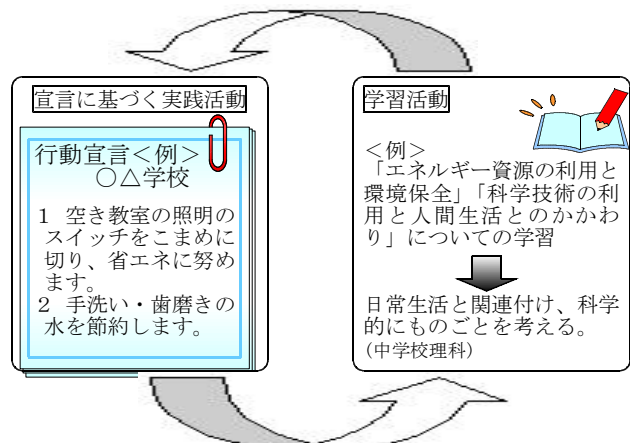 宣言に基づく実践活動
行動宣言＜例＞
○△学校
1 空き教室の照明の
スイッチをこまめに
切り、省エネに努め
ます。
2 手洗い・歯磨きの
水を節約します。
学習活動
＜例＞
「エネルギー資源の利用と
環境保全」「科学技術の利
用と人間生活とのかかわ
り」についての学習
日常生活と関連付け、科学
的にものごとを考える。
(中学校理科)